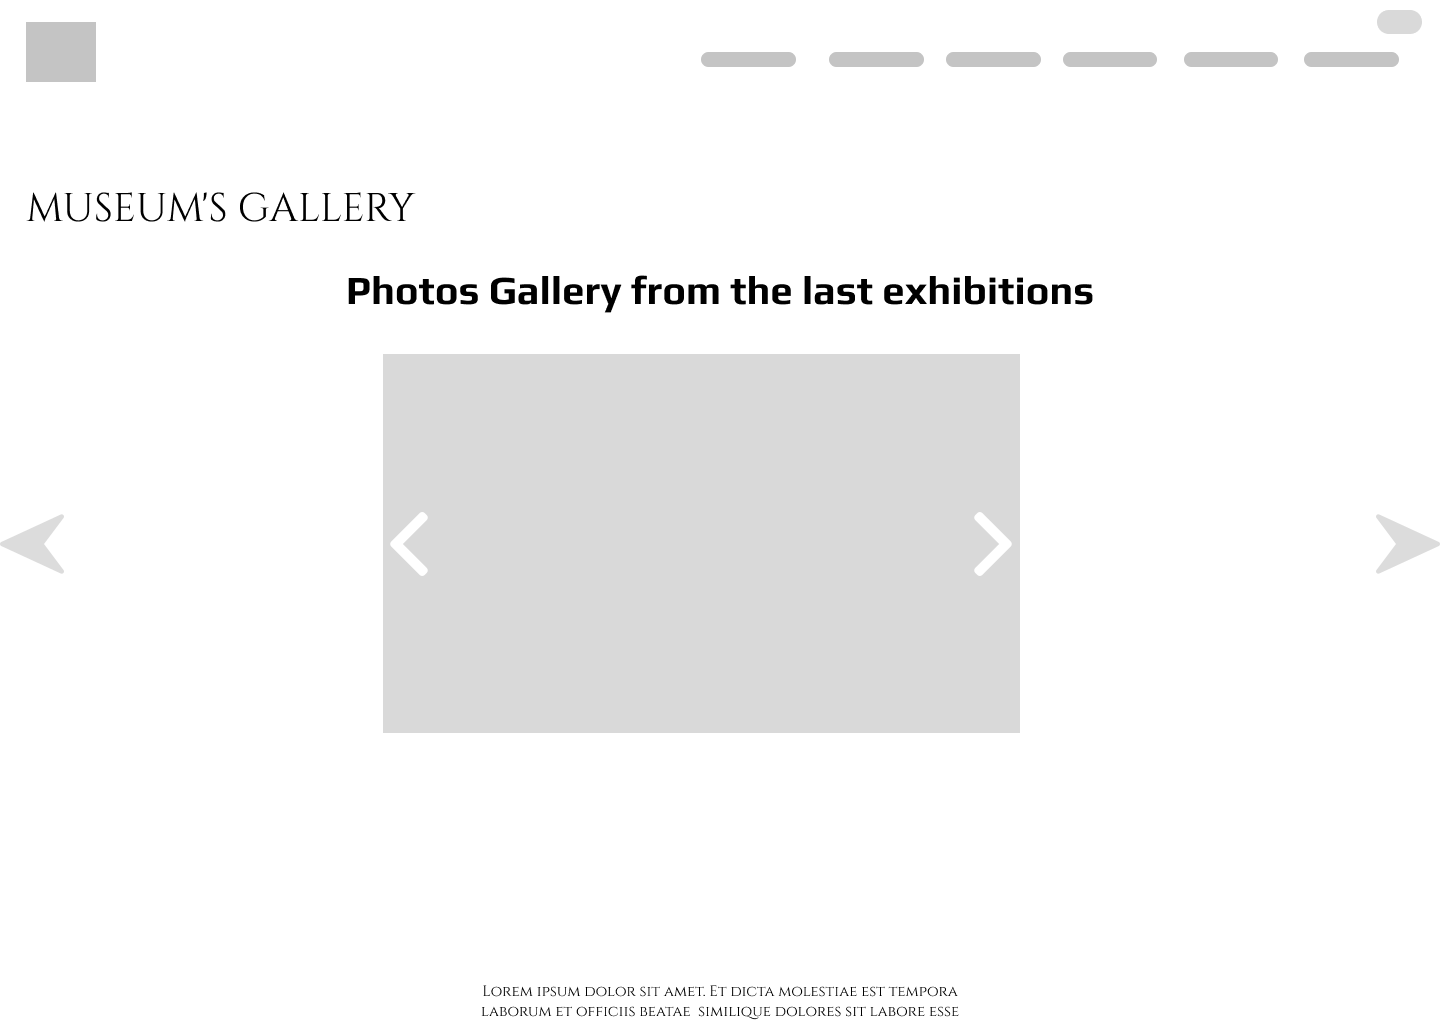 MUSEUM'S GALLERY
Photos Gallery from the last exhibitions
Lorem ipsum dolor sit amet. Et dicta molestiae est tempora
laborum et officiis beatae  similique dolores sit labore esse